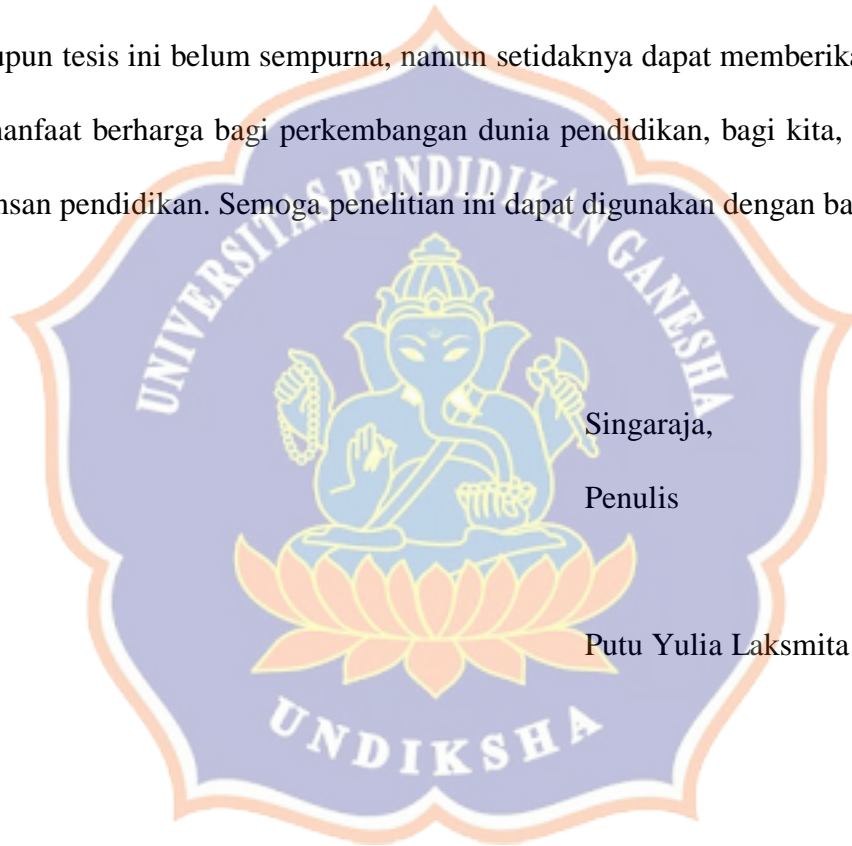 upun tesis ini belum sempurna, namun setidaknya dapat memberika
nanfaat berharga bagi perkembangan dunia pendidikan, bagi kita,
nsan pendidikan. Semoga penelitian ini dapat digunakan dengan ba
UNIVERSITAS PENDIDIKAN GANESHA
Singaraja,
Penulis
Putu Yulia Laksmita
UNDIKSHA